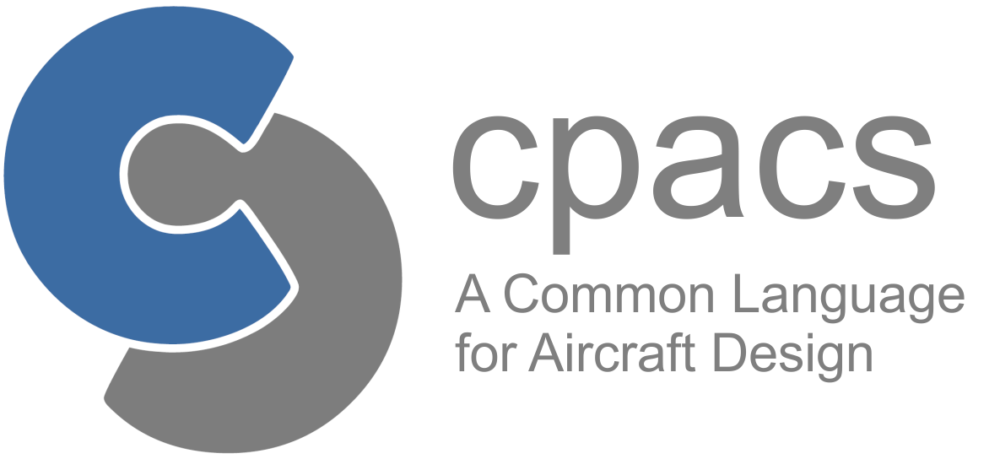 cpacs
A Common Language
for Aircraft Design